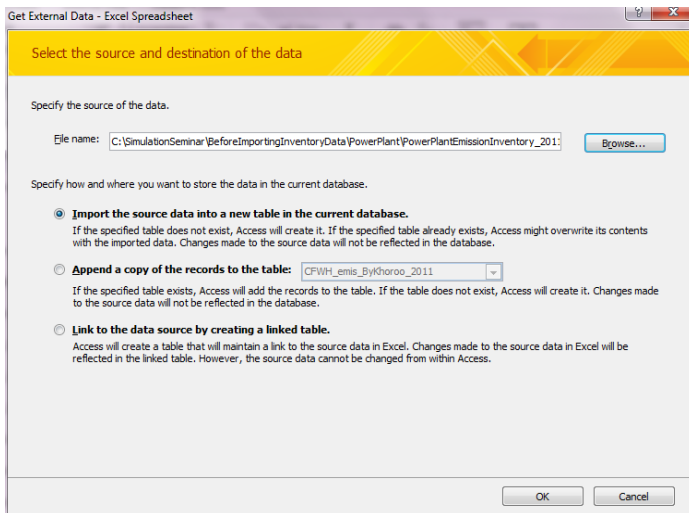 Get External Data - Excel Spreadsheet
Select the source and destination of the data
Specify the source of the data.
File name: C:\SimulationSeminar\BeforeImportingInventoryData\PowerPlant\PowerPlantEmissionInventory_2011 Browse...
Specify how and where you want to store the data in the current database.
Import the source data into a new table in the current database.
If the specified table does not exist, Access will create it. If the specified table already exists, Access might overwrite its contents
with the imported data. Changes made to the source data will not be reflected in the database.
Append a copy of the records to the table: CFWH_emis_ByKhoroo_2011
If the specified table exists, Access will add the records to the table. If the table does not exist, Access will create it. Changes made
to the source data will not be reflected in the database.
Link to the data source by creating a linked table.
Access will create a table that will maintain a link to the source data in Excel. Changes made to the source data in Excel will be
reflected in the linked table. However, the source data cannot be changed from within Access.
OK Cancel